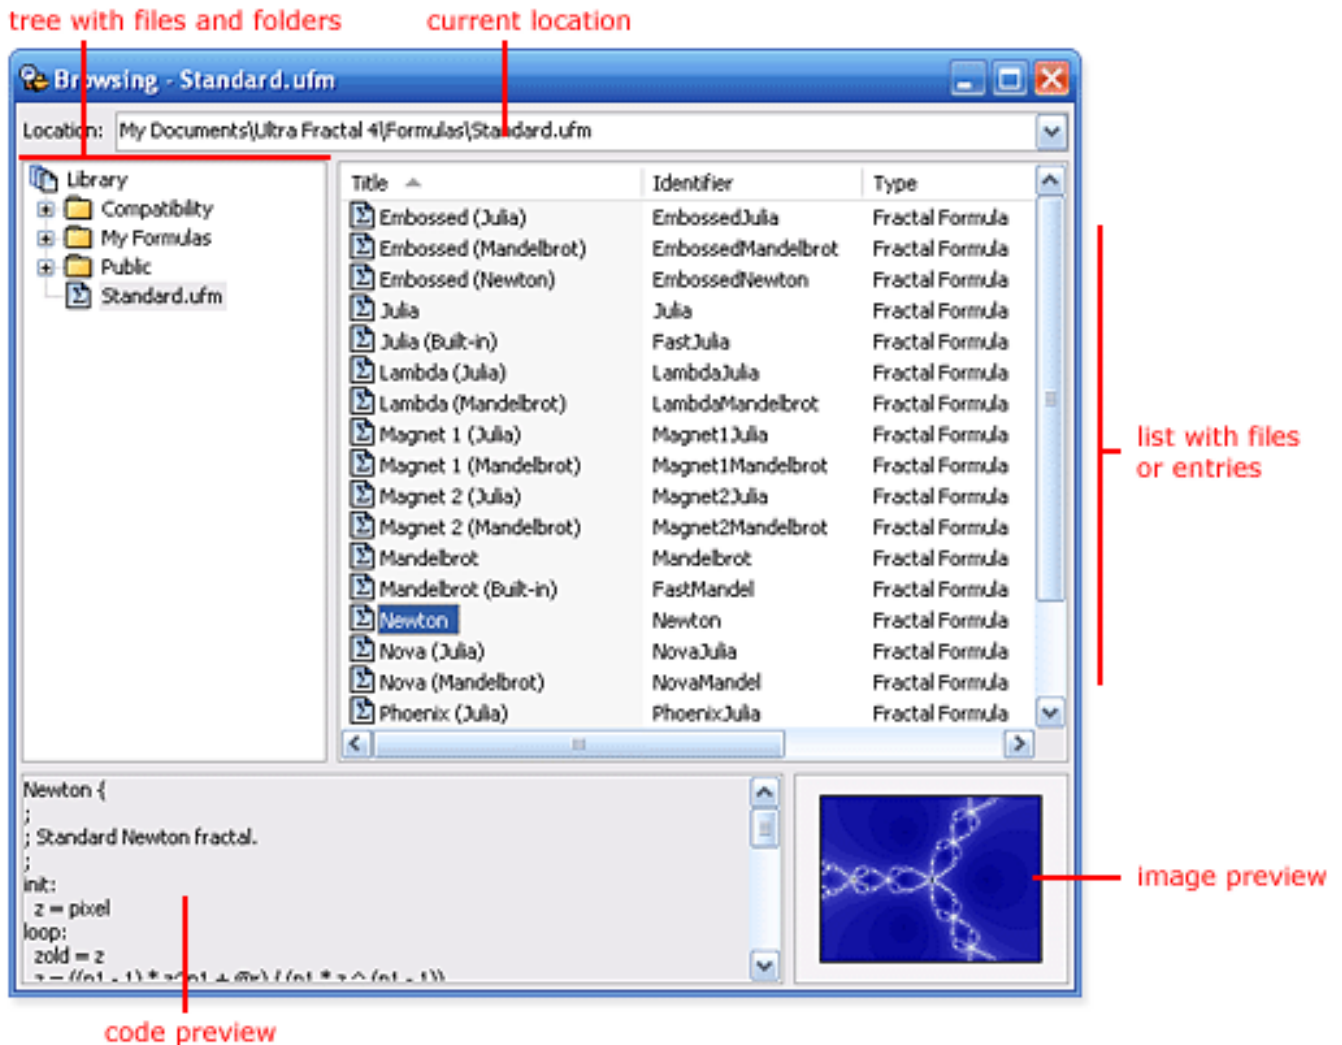 tree with files and folders
current location
Browsing - Standard.ufm
Location: My Documents\Ultra Fractal 4\Formulas\Standard.ufm
Library
Compatibility
My Formulas
Public
Standard.ufm
Title Identifier Type
Embossed (Julia) EmbossedJulia Fractal Formula
Embossed (Mandelbrot) EmbossedMandelbrot Fractal Formula
Embossed (Newton) EmbossedNewton Fractal Formula
Julia Julia Fractal Formula
Julia (Built-in) FastJulia Fractal Formula
Lambda (Julia) LambdaJulia Fractal Formula
Lambda (Mandelbrot) LambdaMandelbrot Fractal Formula
Magnet 1 (Julia) Magnet1Julia Fractal Formula
Magnet 1 (Mandelbrot) Magnet1Mandelbrot Fractal Formula
Magnet 2 (Julia) Magnet2Julia Fractal Formula
Magnet 2 (Mandelbrot) Magnet2Mandelbrot Fractal Formula
Mandelbrot Mandelbrot Fractal Formula
Mandelbrot (Built-in) FastMandel Fractal Formula
Newton Newton Fractal Formula
Nova (Julia) NovaJulia Fractal Formula
Nova (Mandelbrot) NovaMandel Fractal Formula
Phoenix (Julia) PhoenixJulia Fractal Formula
list with files
or entries
Newton {
;
; Standard Newton fractal.
;
init:
z = pixel
loop:
zold = z
z = ((p1 - 1) * z^p1 + @r) / (p1 * z ^ (p1 - 1))
image preview
code preview